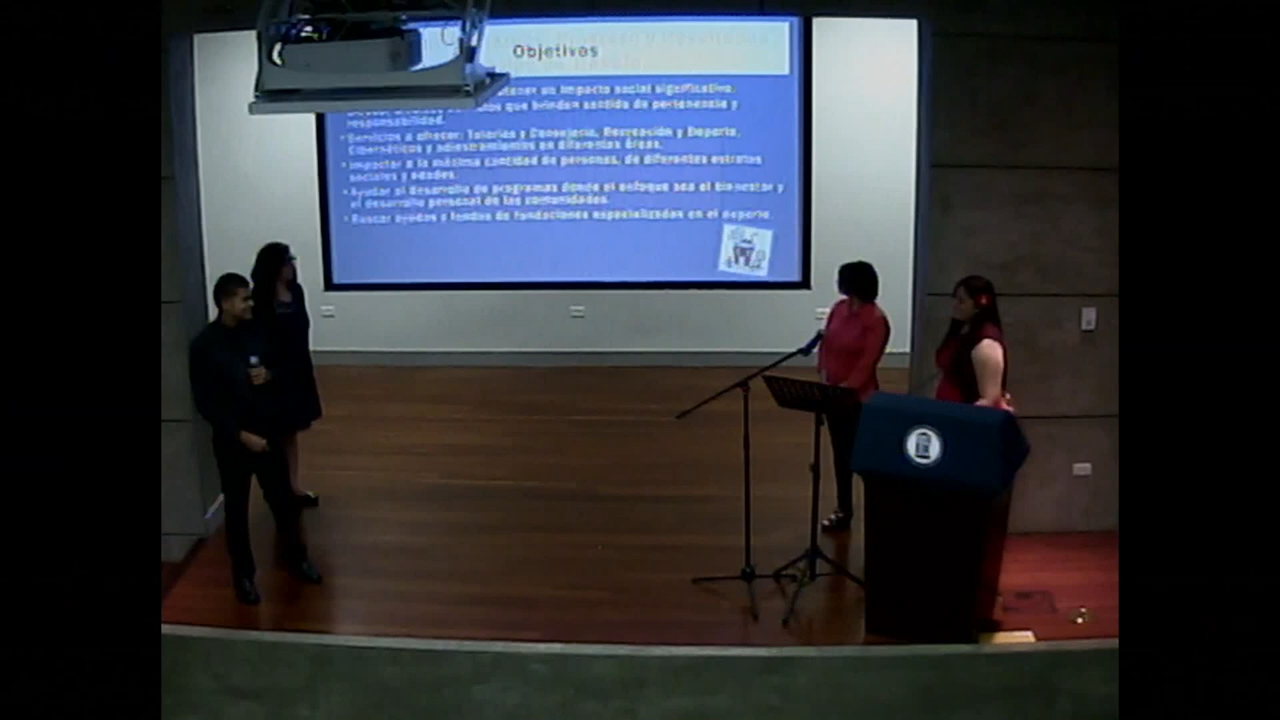 Objetivos
tener un impacto social significativo.
que brinden sentido de pertenencia y
responsabilidad.
• Servicios a ofrecer: Tutorías y Consejería, Recreación y Deporte,
Cibernéticos y adiestramientos en diferentes áreas.
• Impactar a la máxima cantidad de personas, de diferentes estratos
sociales y edades.
• Ayudar al desarrollo de programas donde el enfoque sea el bienestar y
el desarrollo personal de las comunidades.
• Buscar ayudas y fondos de fundaciones especializadas en el deporte.